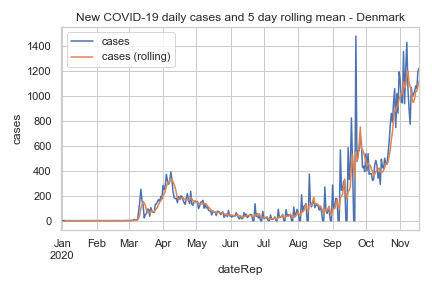 New COVID-19 daily cases and 5 day rolling mean - Denmark
cases
cases (rolling)
cases
1400
1200
1000
800
600
400
200
0
Jan Feb Mar Apr May Jun Jul Aug Sep Oct Nov
2020
dateRep